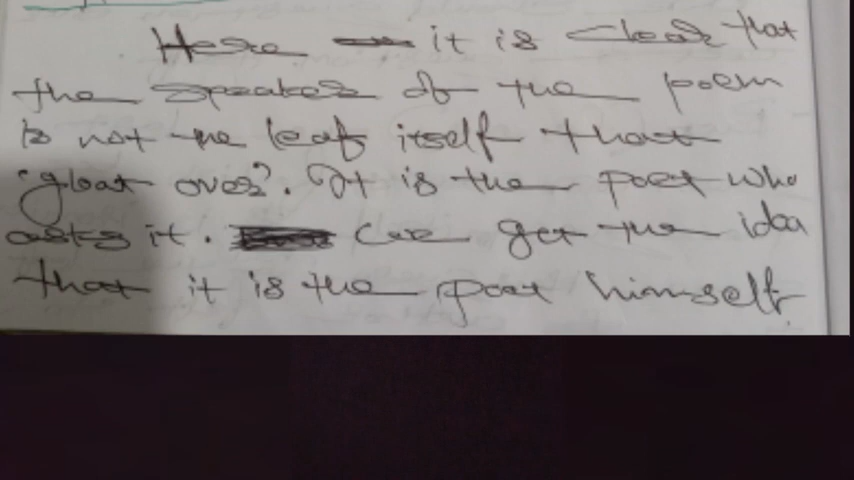 Here it is clear that
the speaker of the poem
is not the leaf itself that
'gloat over'. It is the poet who
it. We get the idea
that it is the poet himself